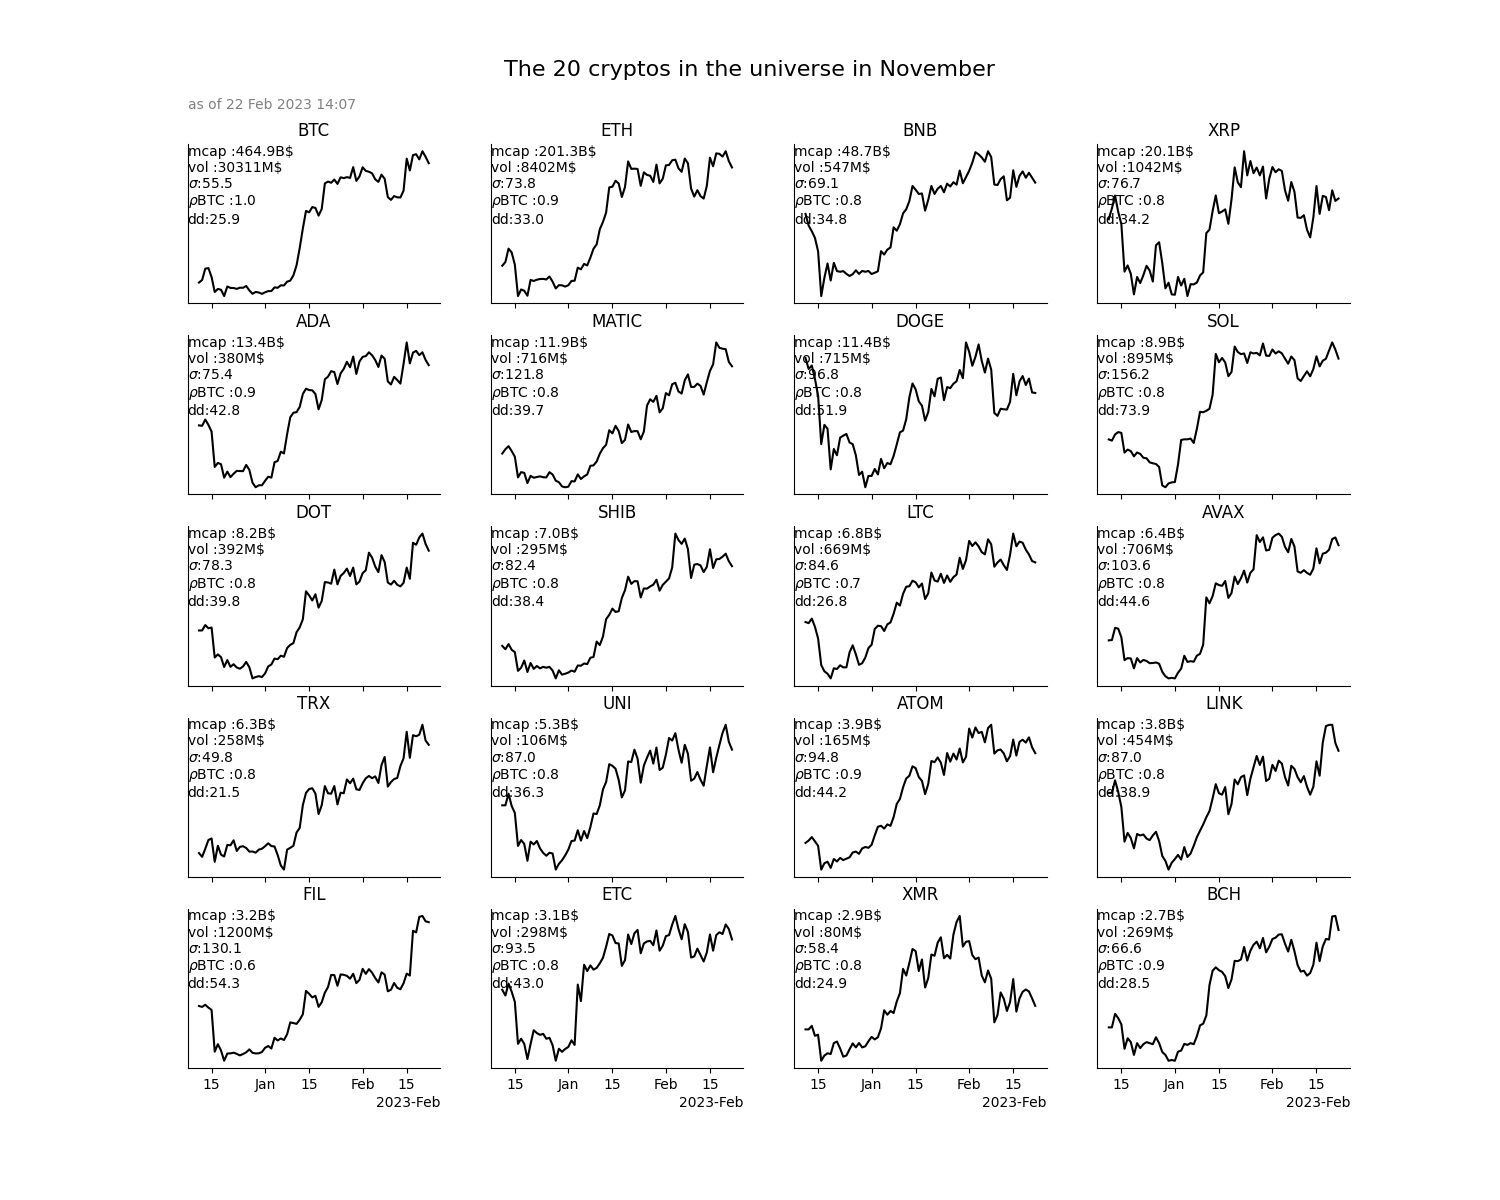 The 20 cryptos in the universe in November
as of 22 Feb 2023 14:07
BTC
mcap :464.9B$
vol :30311M$
σ:55.5
ρBTC :1.0
dd:25.9
ETH
mcap :201.3B$
vol :8402M$
σ:73.8
ρBTC :0.9
dd:33.0
BNB
mcap :48.7B$
vol :547M$
σ:69.1
ρBTC :0.8
dd:34.8
XRP
mcap :20.1B$
vol :1042M$
σ:76.7
ρBTC :0.8
dd:34.2
ADA
mcap :13.4B$
vol :380M$
σ:75.4
ρBTC :0.9
dd:42.8
MATIC
mcap :11.9B$
vol :716M$
σ:121.8
ρBTC :0.8
dd:39.7
DOGE
mcap :11.4B$
vol :715M$
σ:96.8
ρBTC :0.8
dd:51.9
SOL
mcap :8.9B$
vol :895M$
σ:156.2
ρBTC :0.8
dd:73.9
DOT
mcap :8.2B$
vol :392M$
σ:78.3
ρBTC :0.8
dd:39.8
SHIB
mcap :7.0B$
vol :295M$
σ:82.4
ρBTC :0.8
dd:38.4
LTC
mcap :6.8B$
vol :669M$
σ:84.6
ρBTC :0.7
dd:26.8
AVAX
mcap :6.4B$
vol :706M$
σ:103.6
ρBTC :0.8
dd:44.6
TRX
mcap :6.3B$
vol :258M$
σ:49.8
ρBTC :0.8
dd:21.5
UNI
mcap :5.3B$
vol :106M$
σ:87.0
ρBTC :0.8
dd:36.3
ATOM
mcap :3.9B$
vol :165M$
σ:94.8
ρBTC :0.9
dd:44.2
LINK
mcap :3.8B$
vol :454M$
σ:87.0
ρBTC :0.8
dd:38.9
FIL
mcap :3.2B$
vol :1200M$
σ:130.1
ρBTC :0.6
dd:54.3
ETC
mcap :3.1B$
vol :298M$
σ:93.5
ρBTC :0.8
dd:43.0
XMR
mcap :2.9B$
vol :80M$
σ:58.4
ρBTC :0.8
dd:24.9
BCH
mcap :2.7B$
vol :269M$
σ:66.6
ρBTC :0.9
dd:28.5
15 Jan 15 Feb 15
2023-Feb
15 Jan 15 Feb 15
2023-Feb
15 Jan 15 Feb 15
2023-Feb
15 Jan 15 Feb 15
2023-Feb